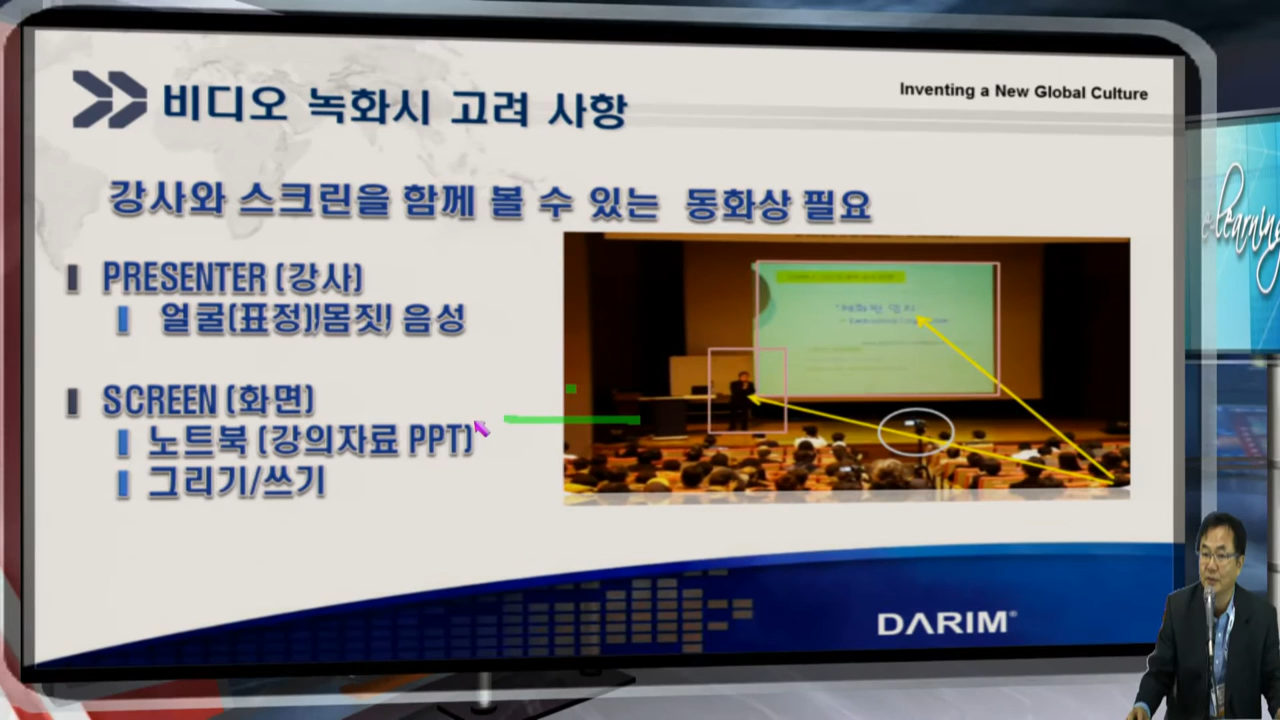 비디오 녹화시 고려 사항
Inventing a New Global Culture
강사와 스크린을 함께 볼 수 있는 동화상 필요
PRESENTER (강사)
얼굴(표정)/몸짓/ 음성
SCREEN (화면)
노트북 (강의자료 PPT)
그리기/쓰기
DARIM®
e-learning